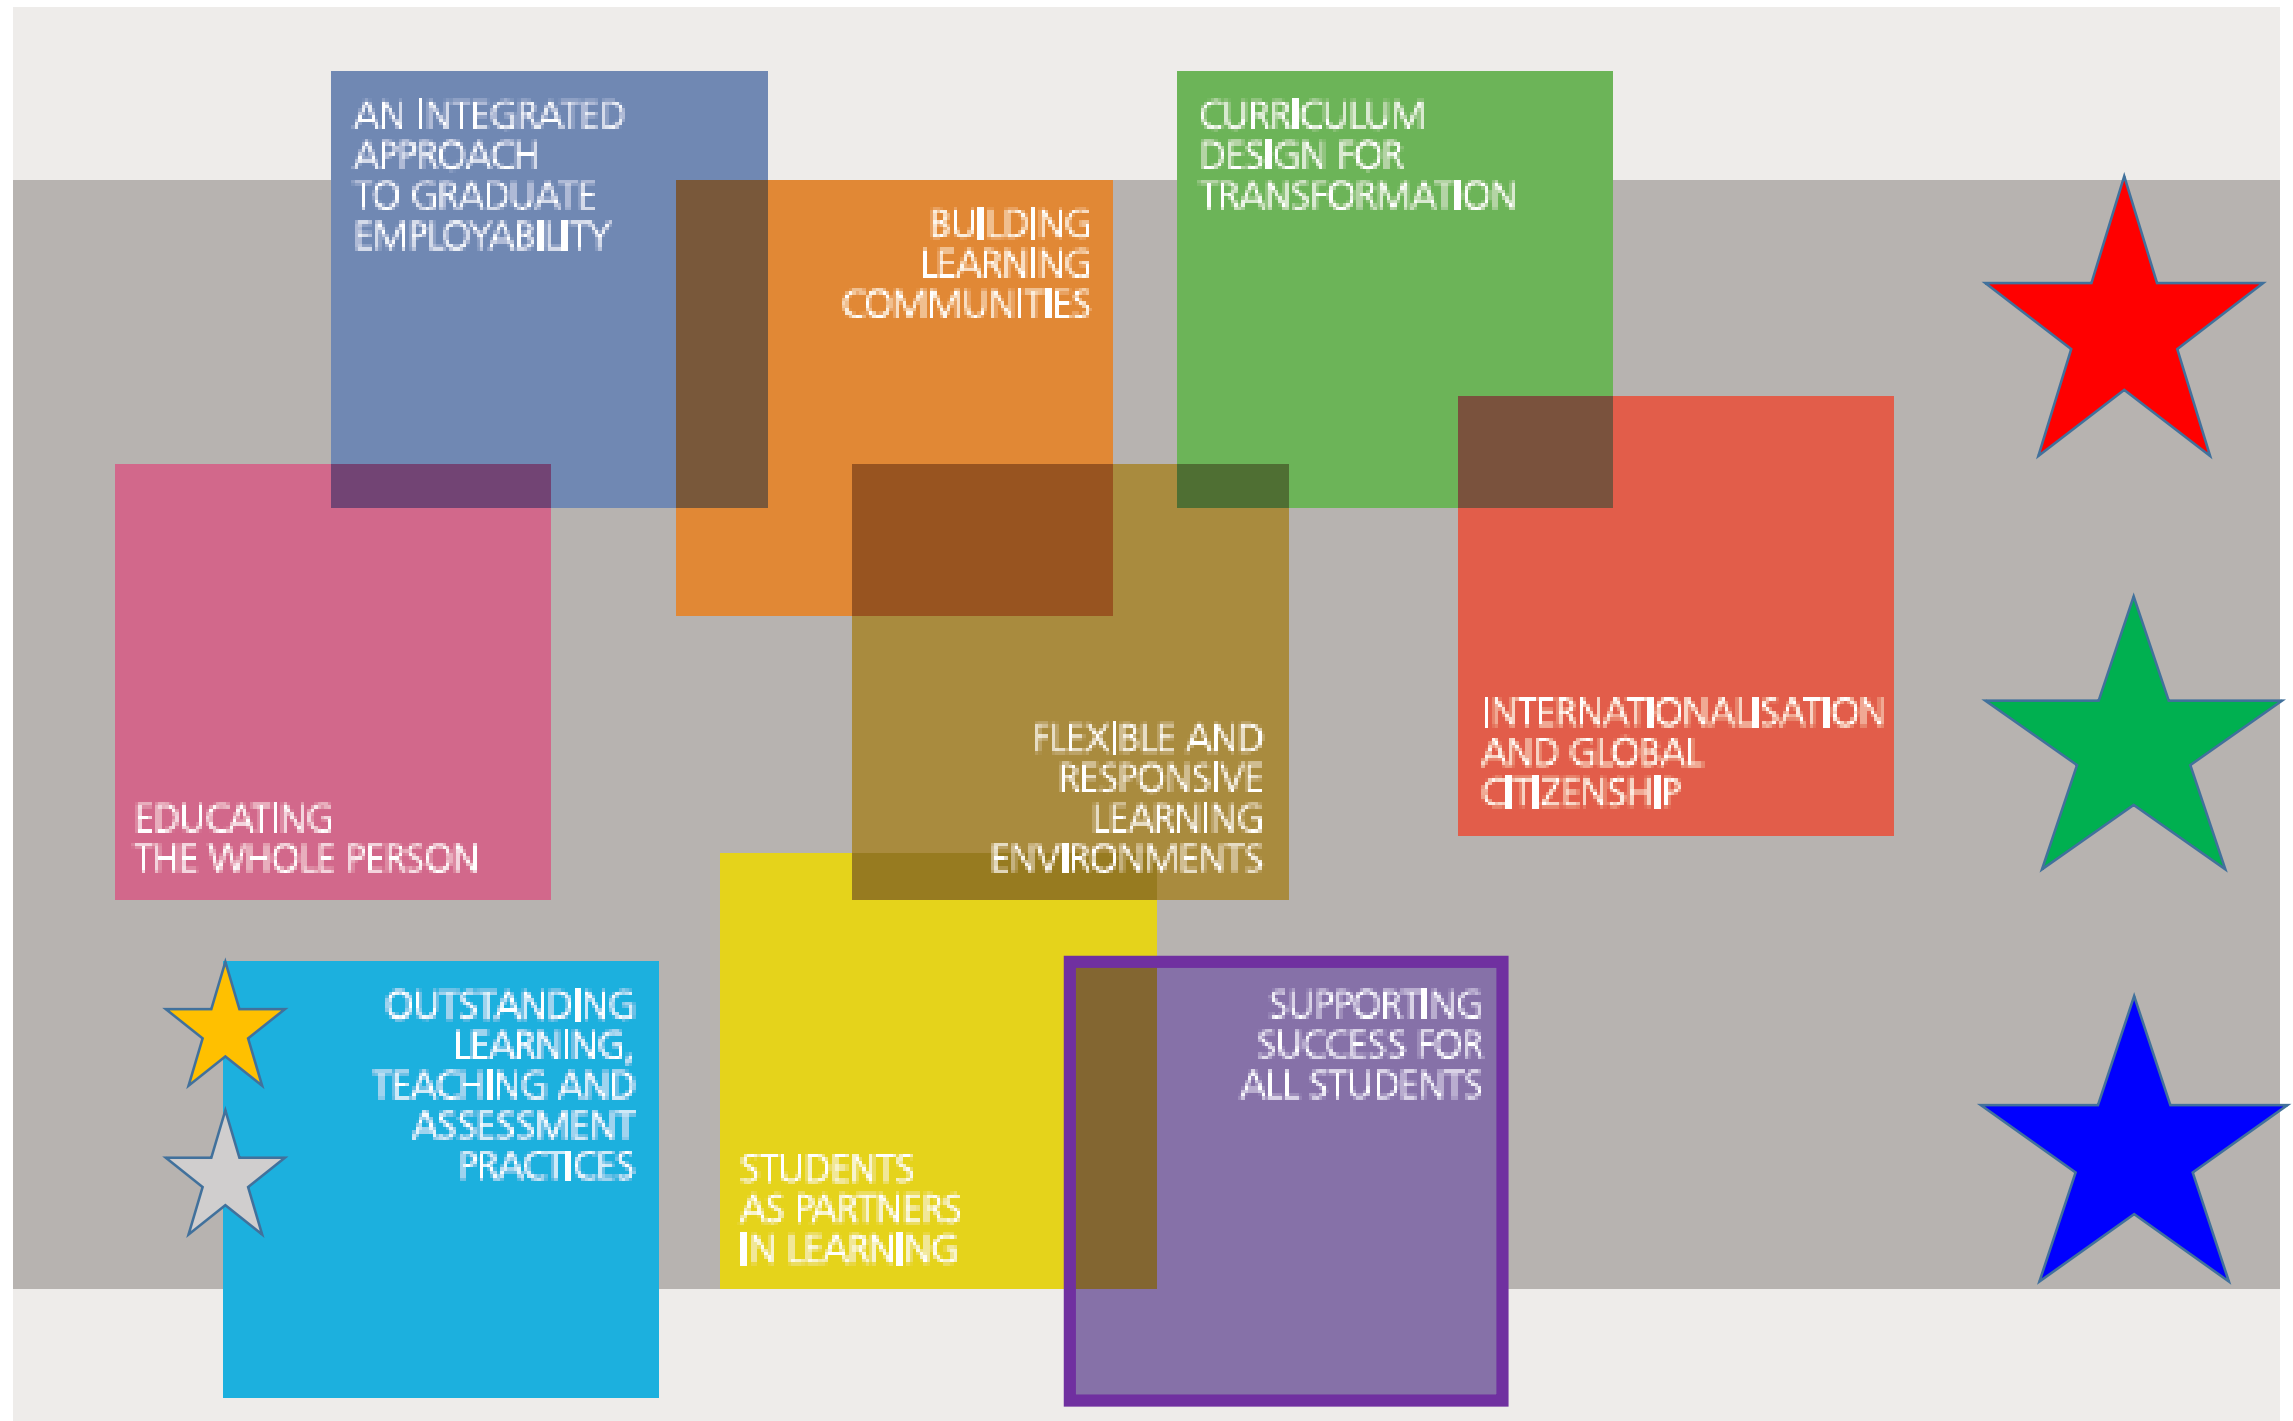 AN INTEGRATED
APPROACH
TO GRADUATE
EMPLOYABILITY
BUILDING
LEARNING
COMMUNITIES
CURRICULUM
DESIGN FOR
TRANSFORMATION
EDUCATING
THE WHOLE PERSON
FLEXIBLE AND
RESPONSIVE
LEARNING
ENVIRONMENTS
INTERNATIONALISATION
AND GLOBAL
CITIZENSHIP
OUTSTANDING
LEARNING,
TEACHING AND
ASSESSMENT
PRACTICES
STUDENTS
AS PARTNERS
IN LEARNING
SUPPORTING
SUCCESS FOR
ALL STUDENTS